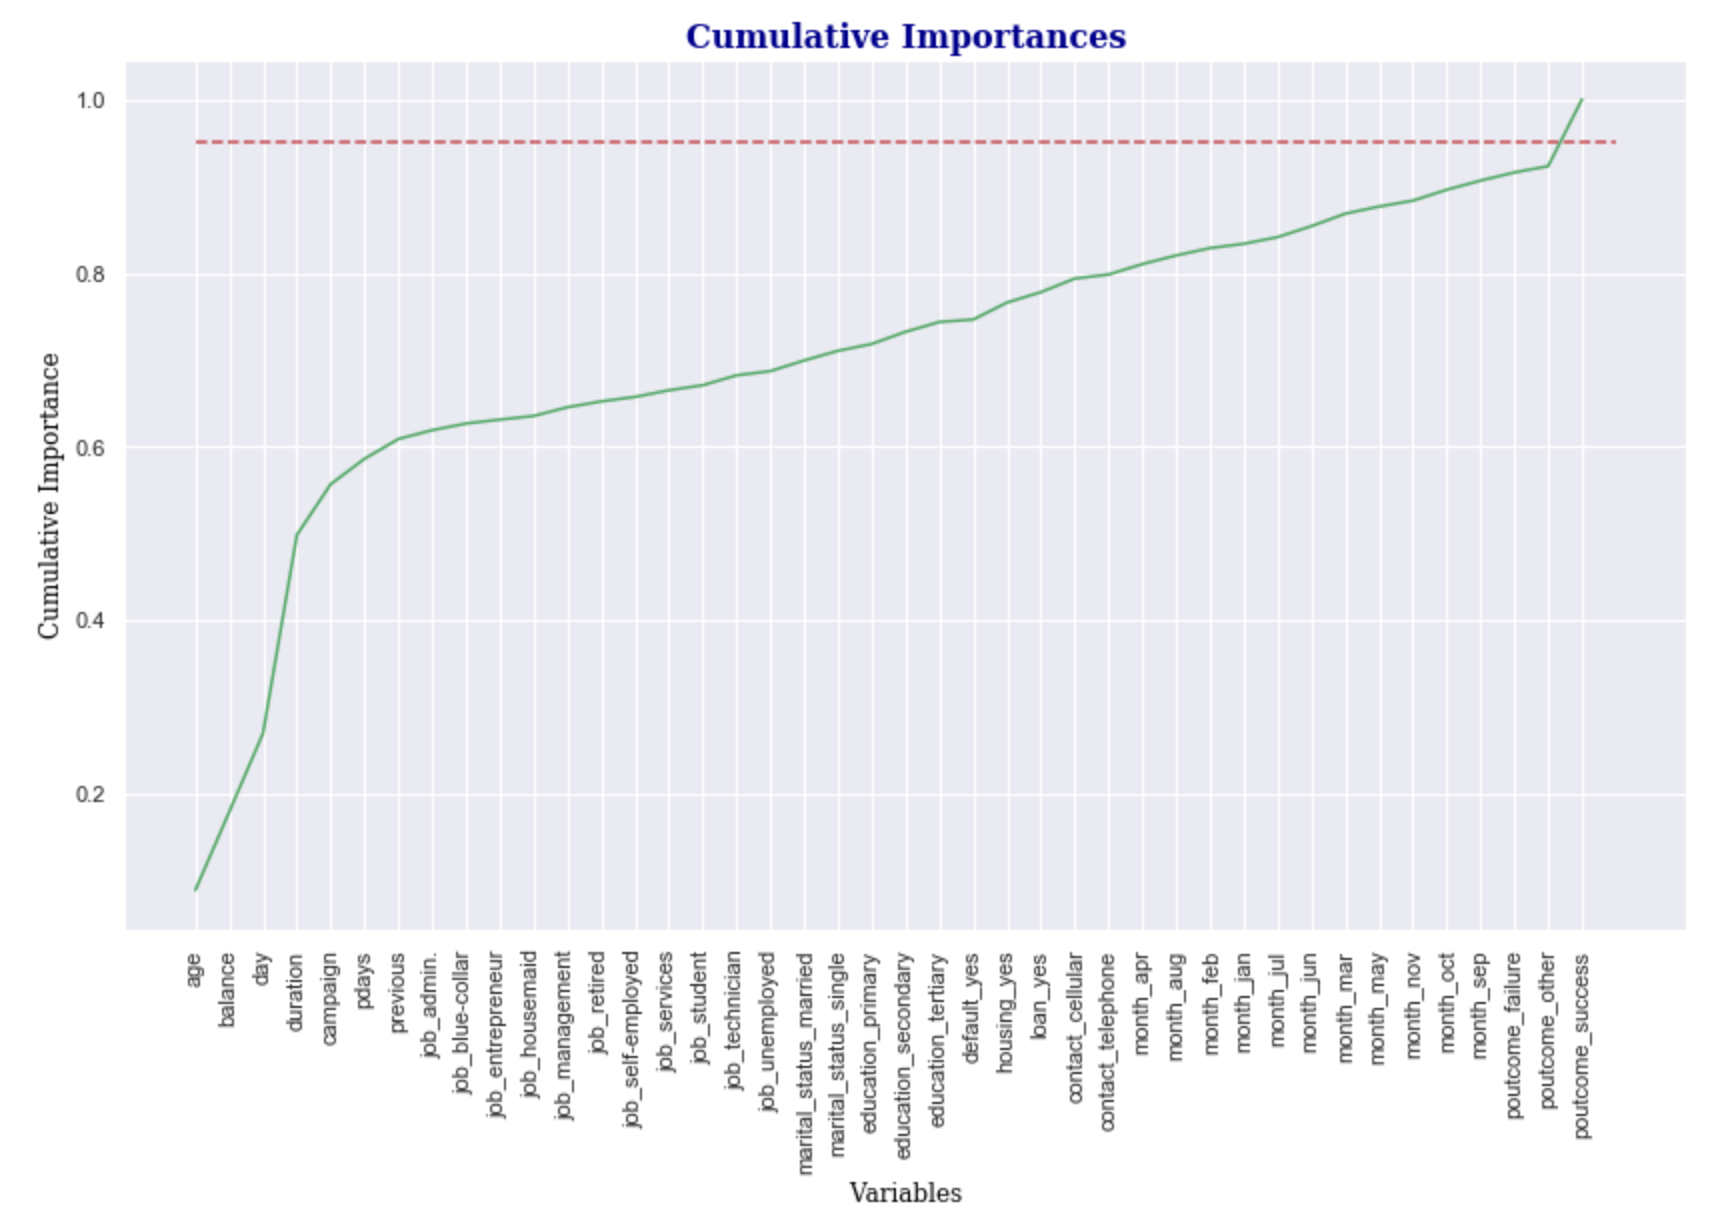 Cumulative Importances
1.0
0.8
0.6
0.4
0.2
Cumulative Importance
age
balance
day
duration
campaign
pdays
previous
job_admin.
job_blue-collar
job_entrepreneur
job_housemaid
job_management
job_retired
job_self-employed
job_services
job_student
job_technician
job_unemployed
marital_status_married
marital_status_single
education_primary
education_secondary
education_tertiary
default_yes
housing_yes
loan_yes
contact_cellular
contact_telephone
month_apr
month_aug
month_feb
month_jan
month_jul
month_jun
month_mar
month_may
month_nov
month_oct
month_sep
poutcome_failure
poutcome_other
poutcome_success
Variables